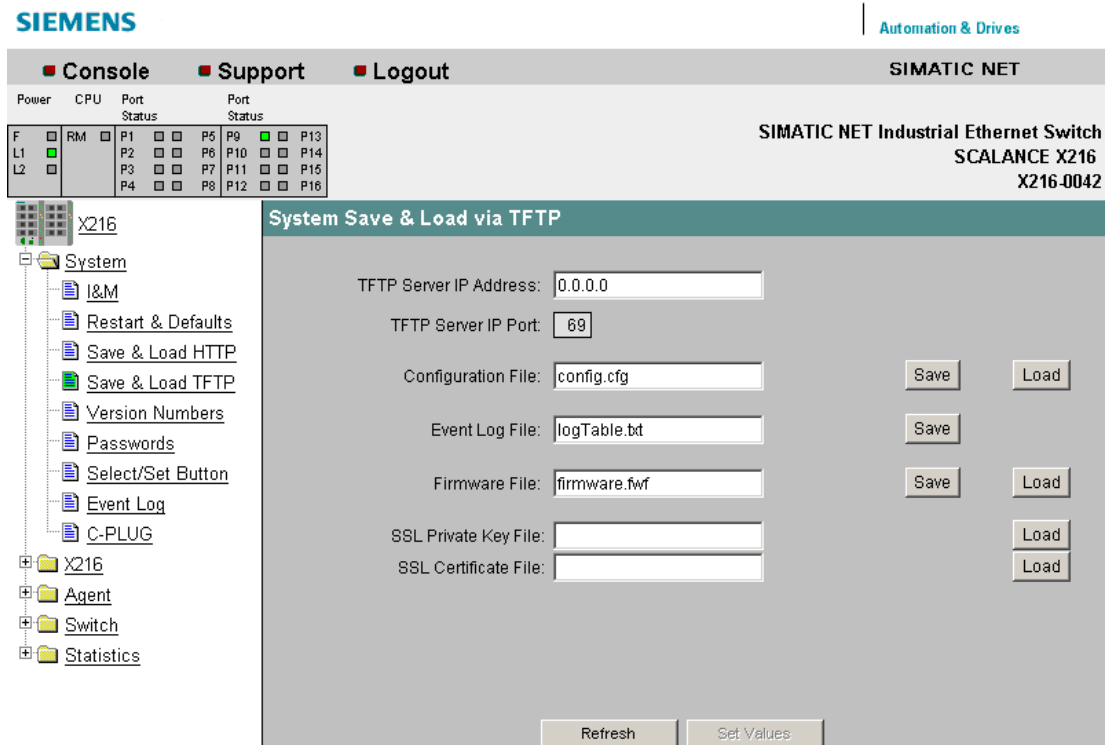 SIEMENS
Automation & Drives
Console Support Logout SIMATIC NET
Power CPU Port Status Port Status
F RM P1 P5 P9 P13
L1 P2 P6 P10 P14
L2 P3 P7 P11 P15
P4 P8 P12 P16
SIMATIC NET Industrial Ethernet Switch
SCALANCE X216
X216-0042
X216
System
I&M
Restart & Defaults
Save & Load HTTP
Save & Load TFTP
Version Numbers
Passwords
Select/Set Button
Event Log
C-PLUG
X216
Agent
Switch
Statistics
System Save & Load via TFTP
TFTP Server IP Address: 0.0.0.0
TFTP Server IP Port: 69
Configuration File: config.cfg Save Load
Event Log File: logTable.txt Save
Firmware File: firmware.fwf Save Load
SSL Private Key File: Load
SSL Certificate File: Load
Refresh Set Values